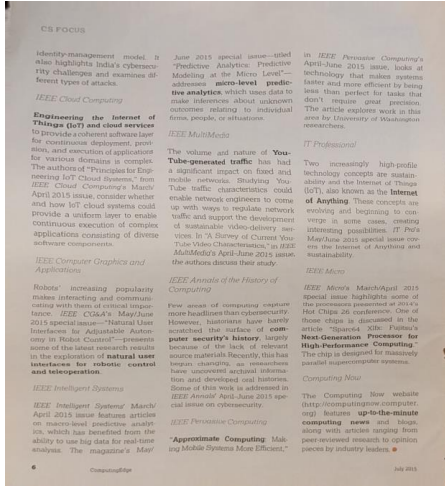 CS FOCUS
identity-management model. It
also highlights India's cybersecu-
rity challenges and examines dif-
ferent types of attacks.
IEEE Cloud Computing
Engineering the Internet of
Things (IoT) and cloud services
to provide a coherent software layer
for continuous deployment, provi-
sion, and execution of applications
for various domains is complex.
The authors of "Principles for Engi-
neering IoT Cloud Systems," from
IEEE Cloud Computing's March/
April 2015 issue, consider whether
and how IoT cloud systems could
provide a uniform layer to enable
continuous execution of complex
applications consisting of diverse
software components.
IEEE Computer Graphics and
Applications
Robots' increasing popularity
makes interacting and communi-
cating with them of critical impor-
tance. IEEE CG&A's May/June
2015 special issue—"Natural User
Interfaces for Adjustable Auton-
omy in Robot Control"—presents
some of the latest research results
in the exploration of natural user
interfaces for robotic control
and teleoperation.
IEEE Intelligent Systems
IEEE Intelligent Systems' March/
April 2015 issue features articles
on macro-level predictive analyt-
ics, which has benefited from the
ability to use big data for real-time
analysis. The magazine's May/
June 2015 special issue—titled
"Predictive Analytics: Predictive
Modeling at the Micro Level"—
addresses micro-level predic-
tive analytics, which uses data to
make inferences about unknown
outcomes relating to individual
firms, people, or situations.
IEEE MultiMedia
The volume and nature of You-
Tube-generated traffic has had
a significant impact on fixed and
mobile networks. Studying You-
Tube traffic characteristics could
enable network engineers to come
up with ways to regulate network
traffic and support the development
of sustainable video-delivery ser-
vices. In "A Survey of Current You-
Tube Video Characteristics," in IEEE
MultiMedia's April–June 2015 issue,
the authors discuss their study.
IEEE Annals of the History of
Computing
Few areas of computing capture
more headlines than cybersecurity.
However, historians have barely
scratched the surface of com-
puter security's history, largely
because of the lack of relevant
source materials. Recently, this has
begun changing, as researchers
have uncovered archival informa-
tion and developed oral histories.
Some of this work is addressed in
IEEE Annals' April–June 2015 spe-
cial issue on cybersecurity.
IEEE Pervasive Computing
"Approximate Computing: Mak-
ing Mobile Systems More Efficient,"
in IEEE Pervasive Computing's
April–June 2015 issue, looks at
technology that makes systems
faster and more efficient by being
less than perfect for tasks that
don't require great precision.
The article explores work in this
area by University of Washington
researchers.
IT Professional
Two increasingly high-profile
technology concepts are sustain-
ability and the Internet of Things
(IoT), also known as the Internet
of Anything. These concepts are
evolving and beginning to con-
verge in some cases, creating
interesting possibilities. IT Pro's
May/June 2015 special issue cov-
ers the Internet of Anything and
sustainability.
IEEE Micro
IEEE Micro's March/April 2015
special issue highlights some of
the processors presented at 2014's
Hot Chips 26 conference. One of
those chips is discussed in the
article "Sparc64 XIfx: Fujitsu's
Next-Generation Processor for
High-Performance Computing."
The chip is designed for massively
parallel supercomputer systems.
Computing Now
The Computing Now website
(http://computingnow.computer.
org) features up-to-the-minute
computing news and blogs,
along with articles ranging from
peer-reviewed research to opinion
pieces by industry leaders.
6
ComputingEdge
July 2015